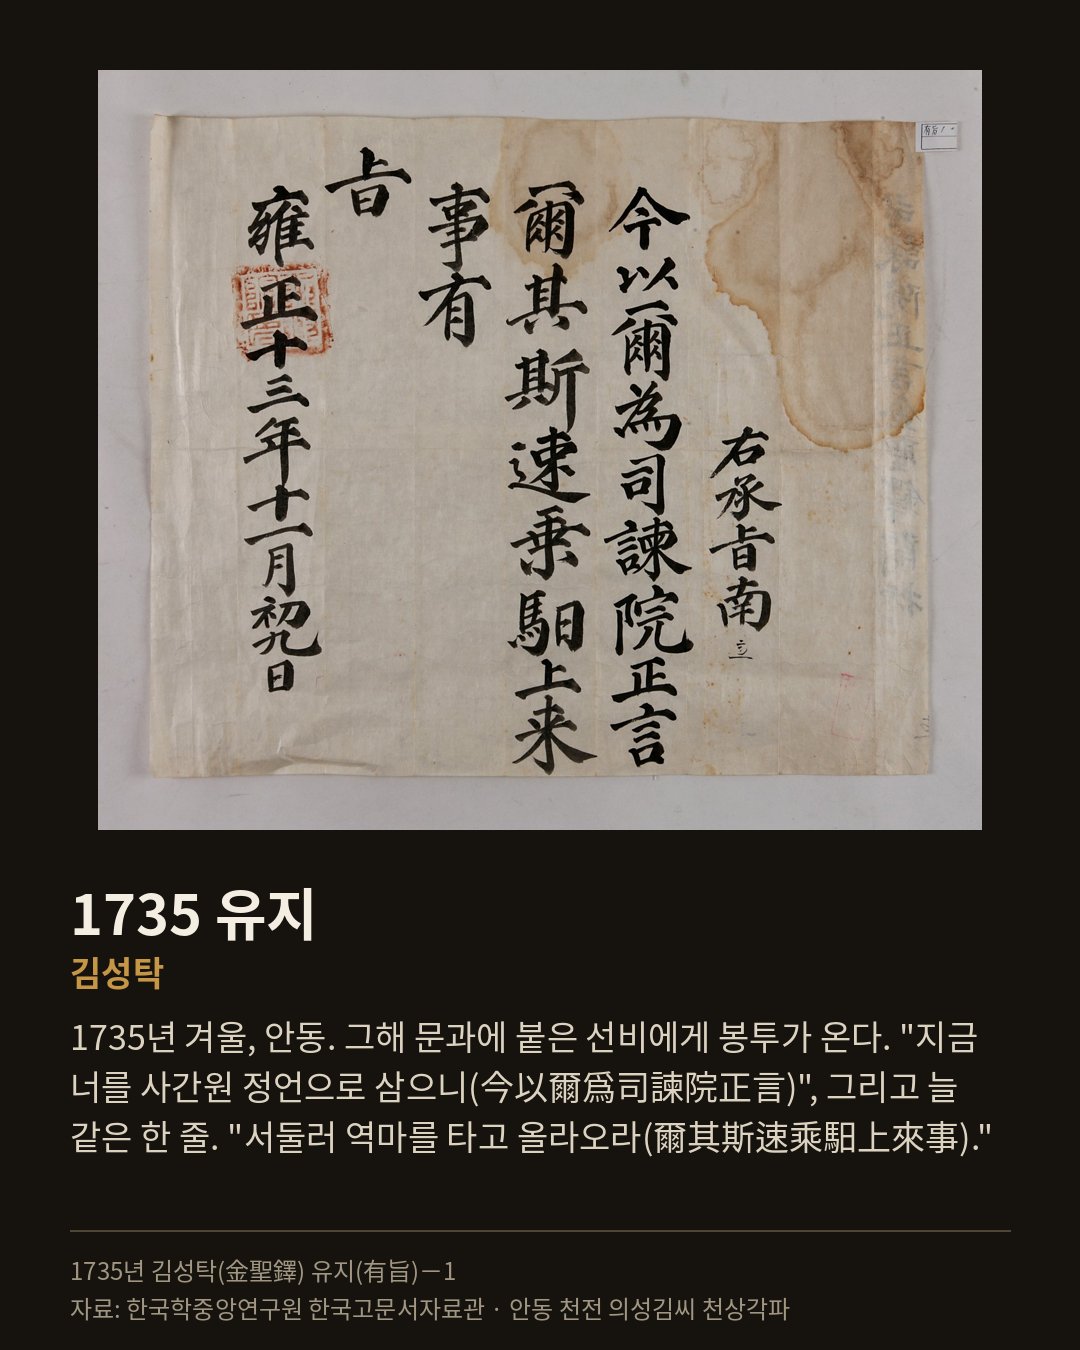 右承旨南
今以爾為司諫院正言
爾其斯速乗馹上来
事有
旨
雍正十三年十一月初九日
有旨1
1735 유지
김성탁
1735년 겨울, 안동. 그해 문과에 붙은 선비에게 봉투가 온다. "지금
너를 사간원 정언으로 삼으니(今以爾爲司諫院正言)", 그리고 늘
같은 한 줄. "서둘러 역마를 타고 올라오라(爾其斯速乘馹上來事)."
1735년 김성탁(金聖鐸) 유지(有旨)－1
자료: 한국학중앙연구원 한국고문서자료관 · 안동 천전 의성김씨 천상각파